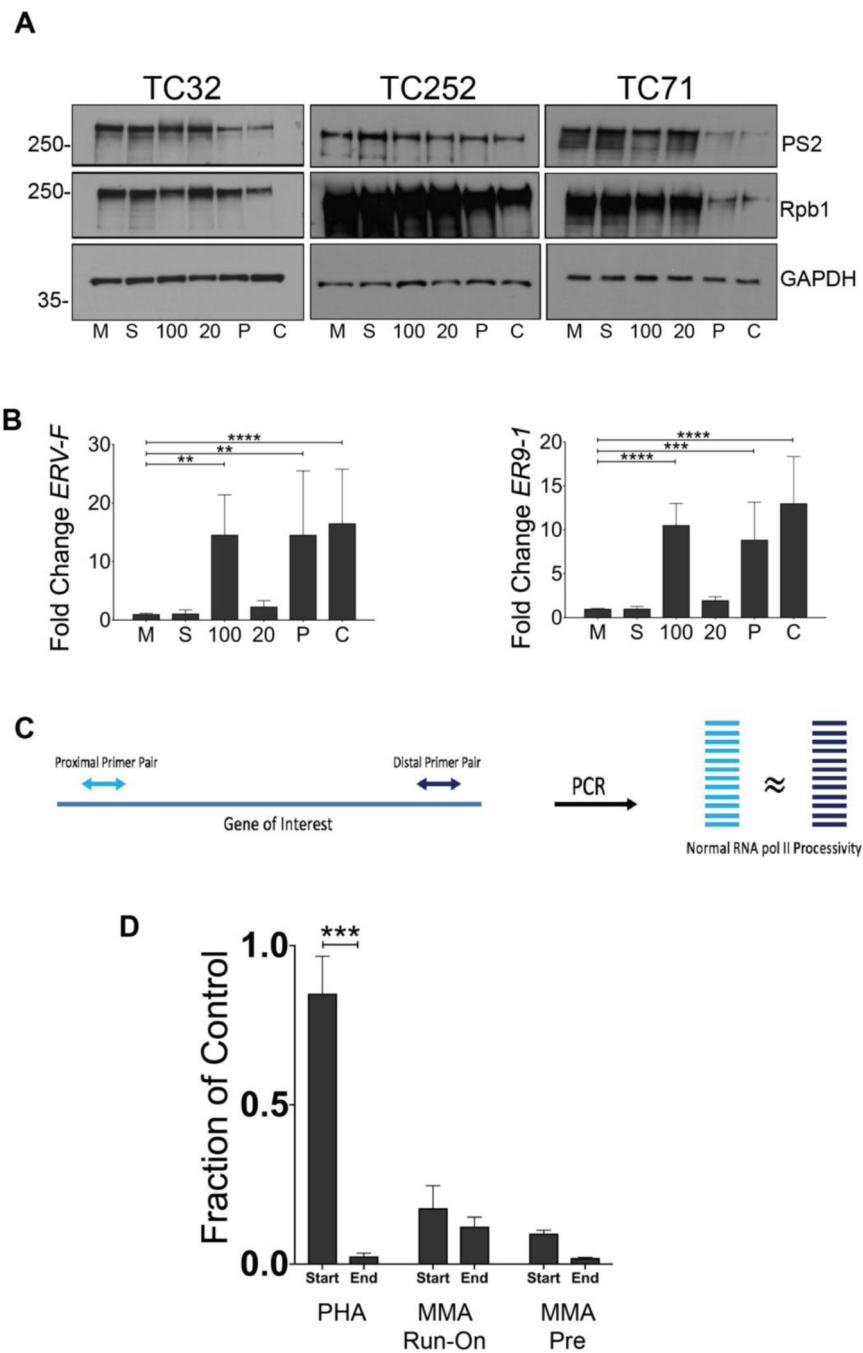 A
TC32 TC252 TC71
250- PS2
250- Rpb1
35- GAPDH
M S 100 20 P C M S 100 20 P C M S 100 20 P C
B
Fold Change ERV-F
30
20
10
0
****
**
**
M S 100 20 P C
Fold Change ER9-1
20
15
10
5
0
****
***
****
M S 100 20 P C
C
Proximal Primer Pair Distal Primer Pair
Gene of Interest
PCR
≈
Normal RNA pol II Processivity
D
Fraction of Control
1.0
0.5
0.0
***
Start End Start End Start End
PHA MMA MMA
Run-On Pre